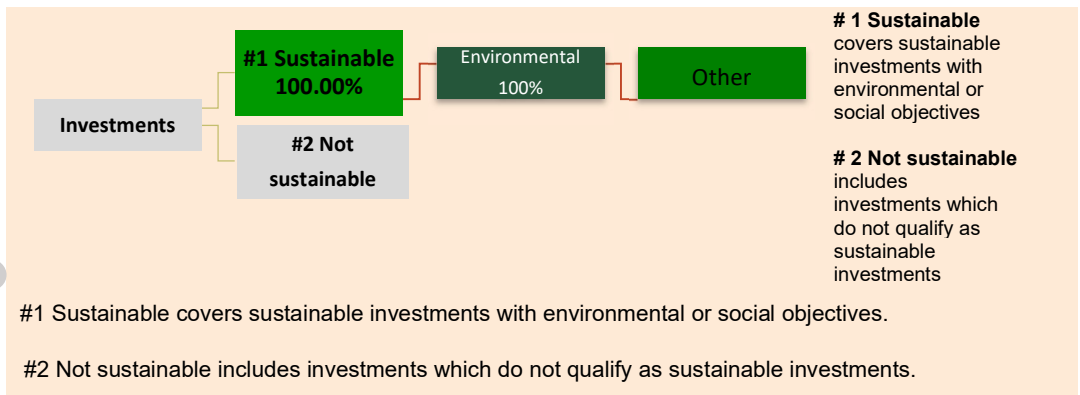 Investments
#1 Sustainable
100.00%
#2 Not
sustainable
Environmental
100%
Other
# 1 Sustainable
covers sustainable
investments with
environmental or
social objectives
# 2 Not sustainable
includes
investments which
do not qualify as
sustainable
investments
#1 Sustainable covers sustainable investments with environmental or social objectives.
#2 Not sustainable includes investments which do not qualify as sustainable investments.